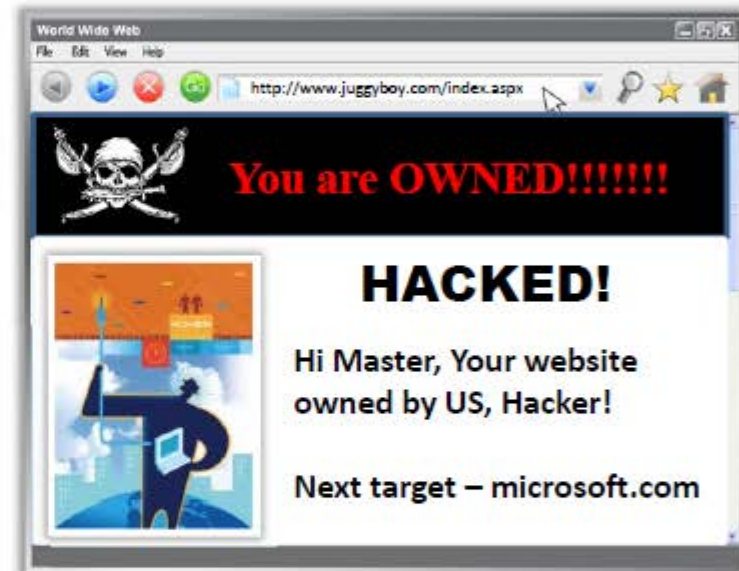 World Wide Web
File Edit View Help
Go http://www.juggyboy.com/index.aspx
You are OWNED!!!!!!!
HACKED!
Hi Master, Your website
owned by US, Hacker!
Next target – microsoft.com